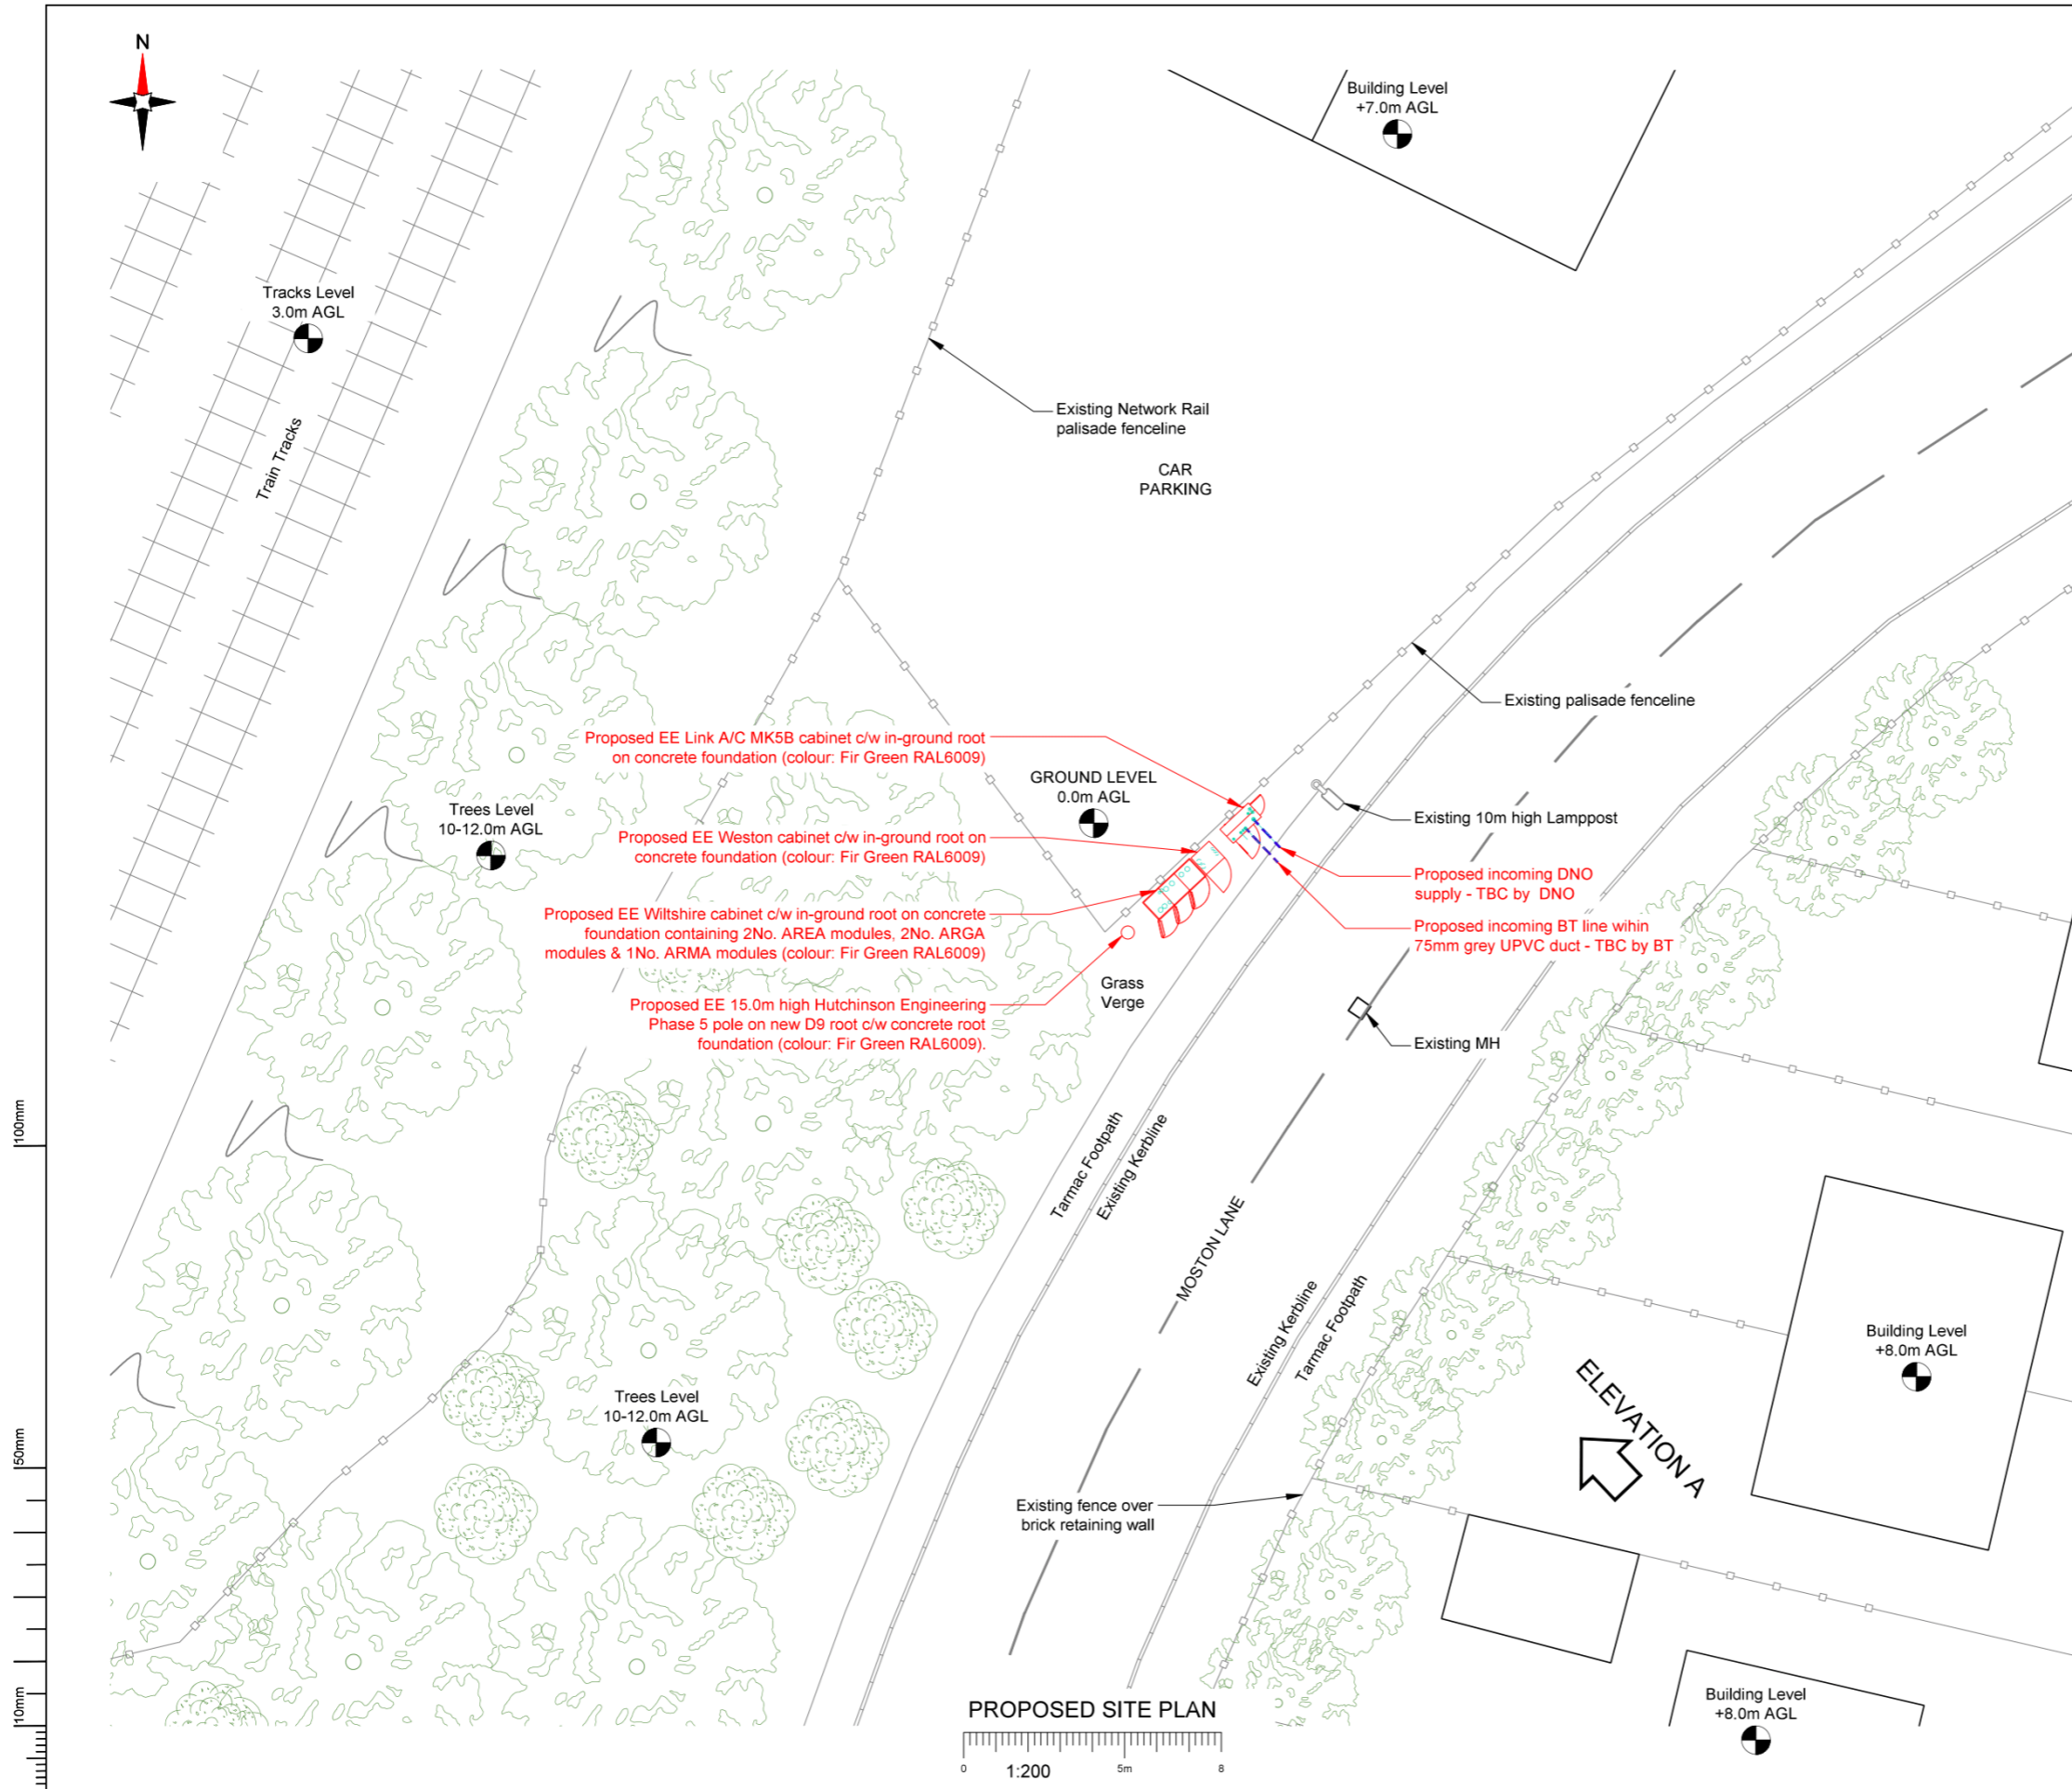 N
Building Level
+7.0m AGL
Tracks Level
3.0m AGL
Train Tracks
Existing Network Rail
palisade fenceline
CAR
PARKING
Existing palisade fenceline
Proposed EE Link A/C MK5B cabinet c/w in-ground root
on concrete foundation (colour: Fir Green RAL6009)
GROUND LEVEL
0.0m AGL
Trees Level
10-12.0m AGL
Existing 10m high Lamppost
Proposed EE Weston cabinet c/w in-ground root on
concrete foundation (colour: Fir Green RAL6009)
Proposed incoming DNO
supply - TBC by DNO
Proposed EE Wiltshire cabinet c/w in-ground root on concrete
foundation containing 2No. AREA modules, 2No. ARGA
modules & 1No. ARMA modules (colour: Fir Green RAL6009)
Proposed incoming BT line wihin
75mm grey UPVC duct - TBC by BT
Grass
Verge
Proposed EE 15.0m high Hutchinson Engineering
Phase 5 pole on new D9 root c/w concrete root
foundation (colour: Fir Green RAL6009).
Existing MH
100mm
Tarmac Footpath
Existing Kerbline
MOSTON LANE
Existing Kerbline
Tarmac Footpath
Building Level
+8.0m AGL
Trees Level
10-12.0m AGL
ELEVATION A
50mm
Existing fence over
brick retaining wall
10mm
Building Level
+8.0m AGL
PROPOSED SITE PLAN
0
1:200
5m
8